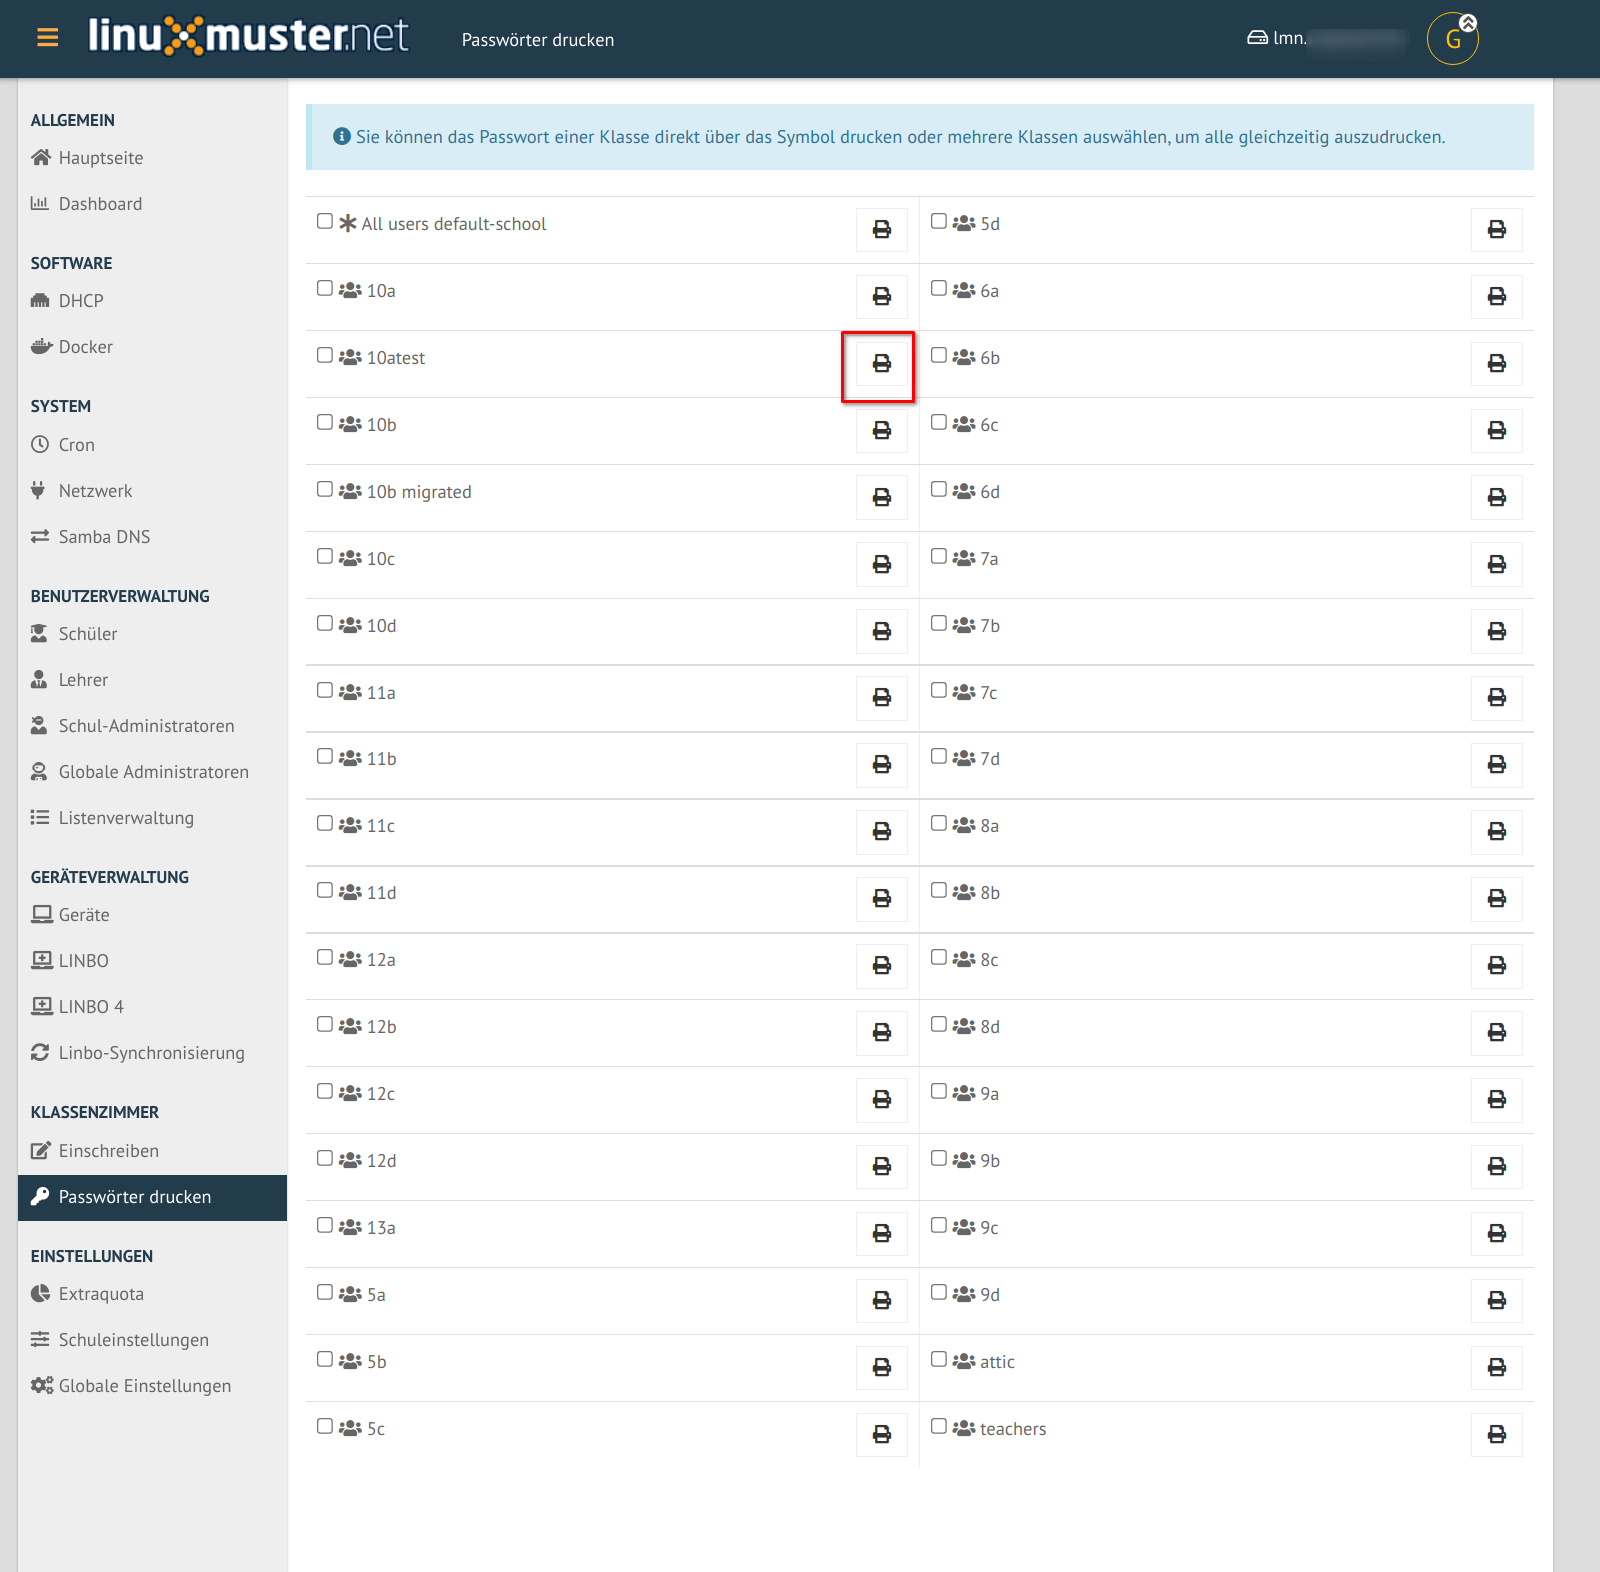 linuxmuster.net
Passwörter drucken
lmn.
G
ALLGEMEIN
Hauptseite
Dashboard
SOFTWARE
DHCP
Docker
SYSTEM
Cron
Netzwerk
Samba DNS
BENUTZERVERWALTUNG
Schüler
Lehrer
Schul-Administratoren
Globale Administratoren
Listenverwaltung
GERÄTEVERWALTUNG
Geräte
LINBO
LINBO 4
Linbo-Synchronisierung
KLASSENZIMMER
Einschreiben
Passwörter drucken
EINSTELLUNGEN
Extraquota
Schuleinstellungen
Globale Einstellungen
Sie können das Passwort einer Klasse direkt über das Symbol drucken oder mehrere Klassen auswählen, um alle gleichzeitig auszudrucken.
All users default-school
10a
10atest
10b
10b migrated
10c
10d
11a
11b
11c
11d
12a
12b
12c
12d
13a
5a
5b
5c
5d
6a
6b
6c
6d
7a
7b
7c
7d
8a
8b
8c
8d
9a
9b
9c
9d
attic
teachers